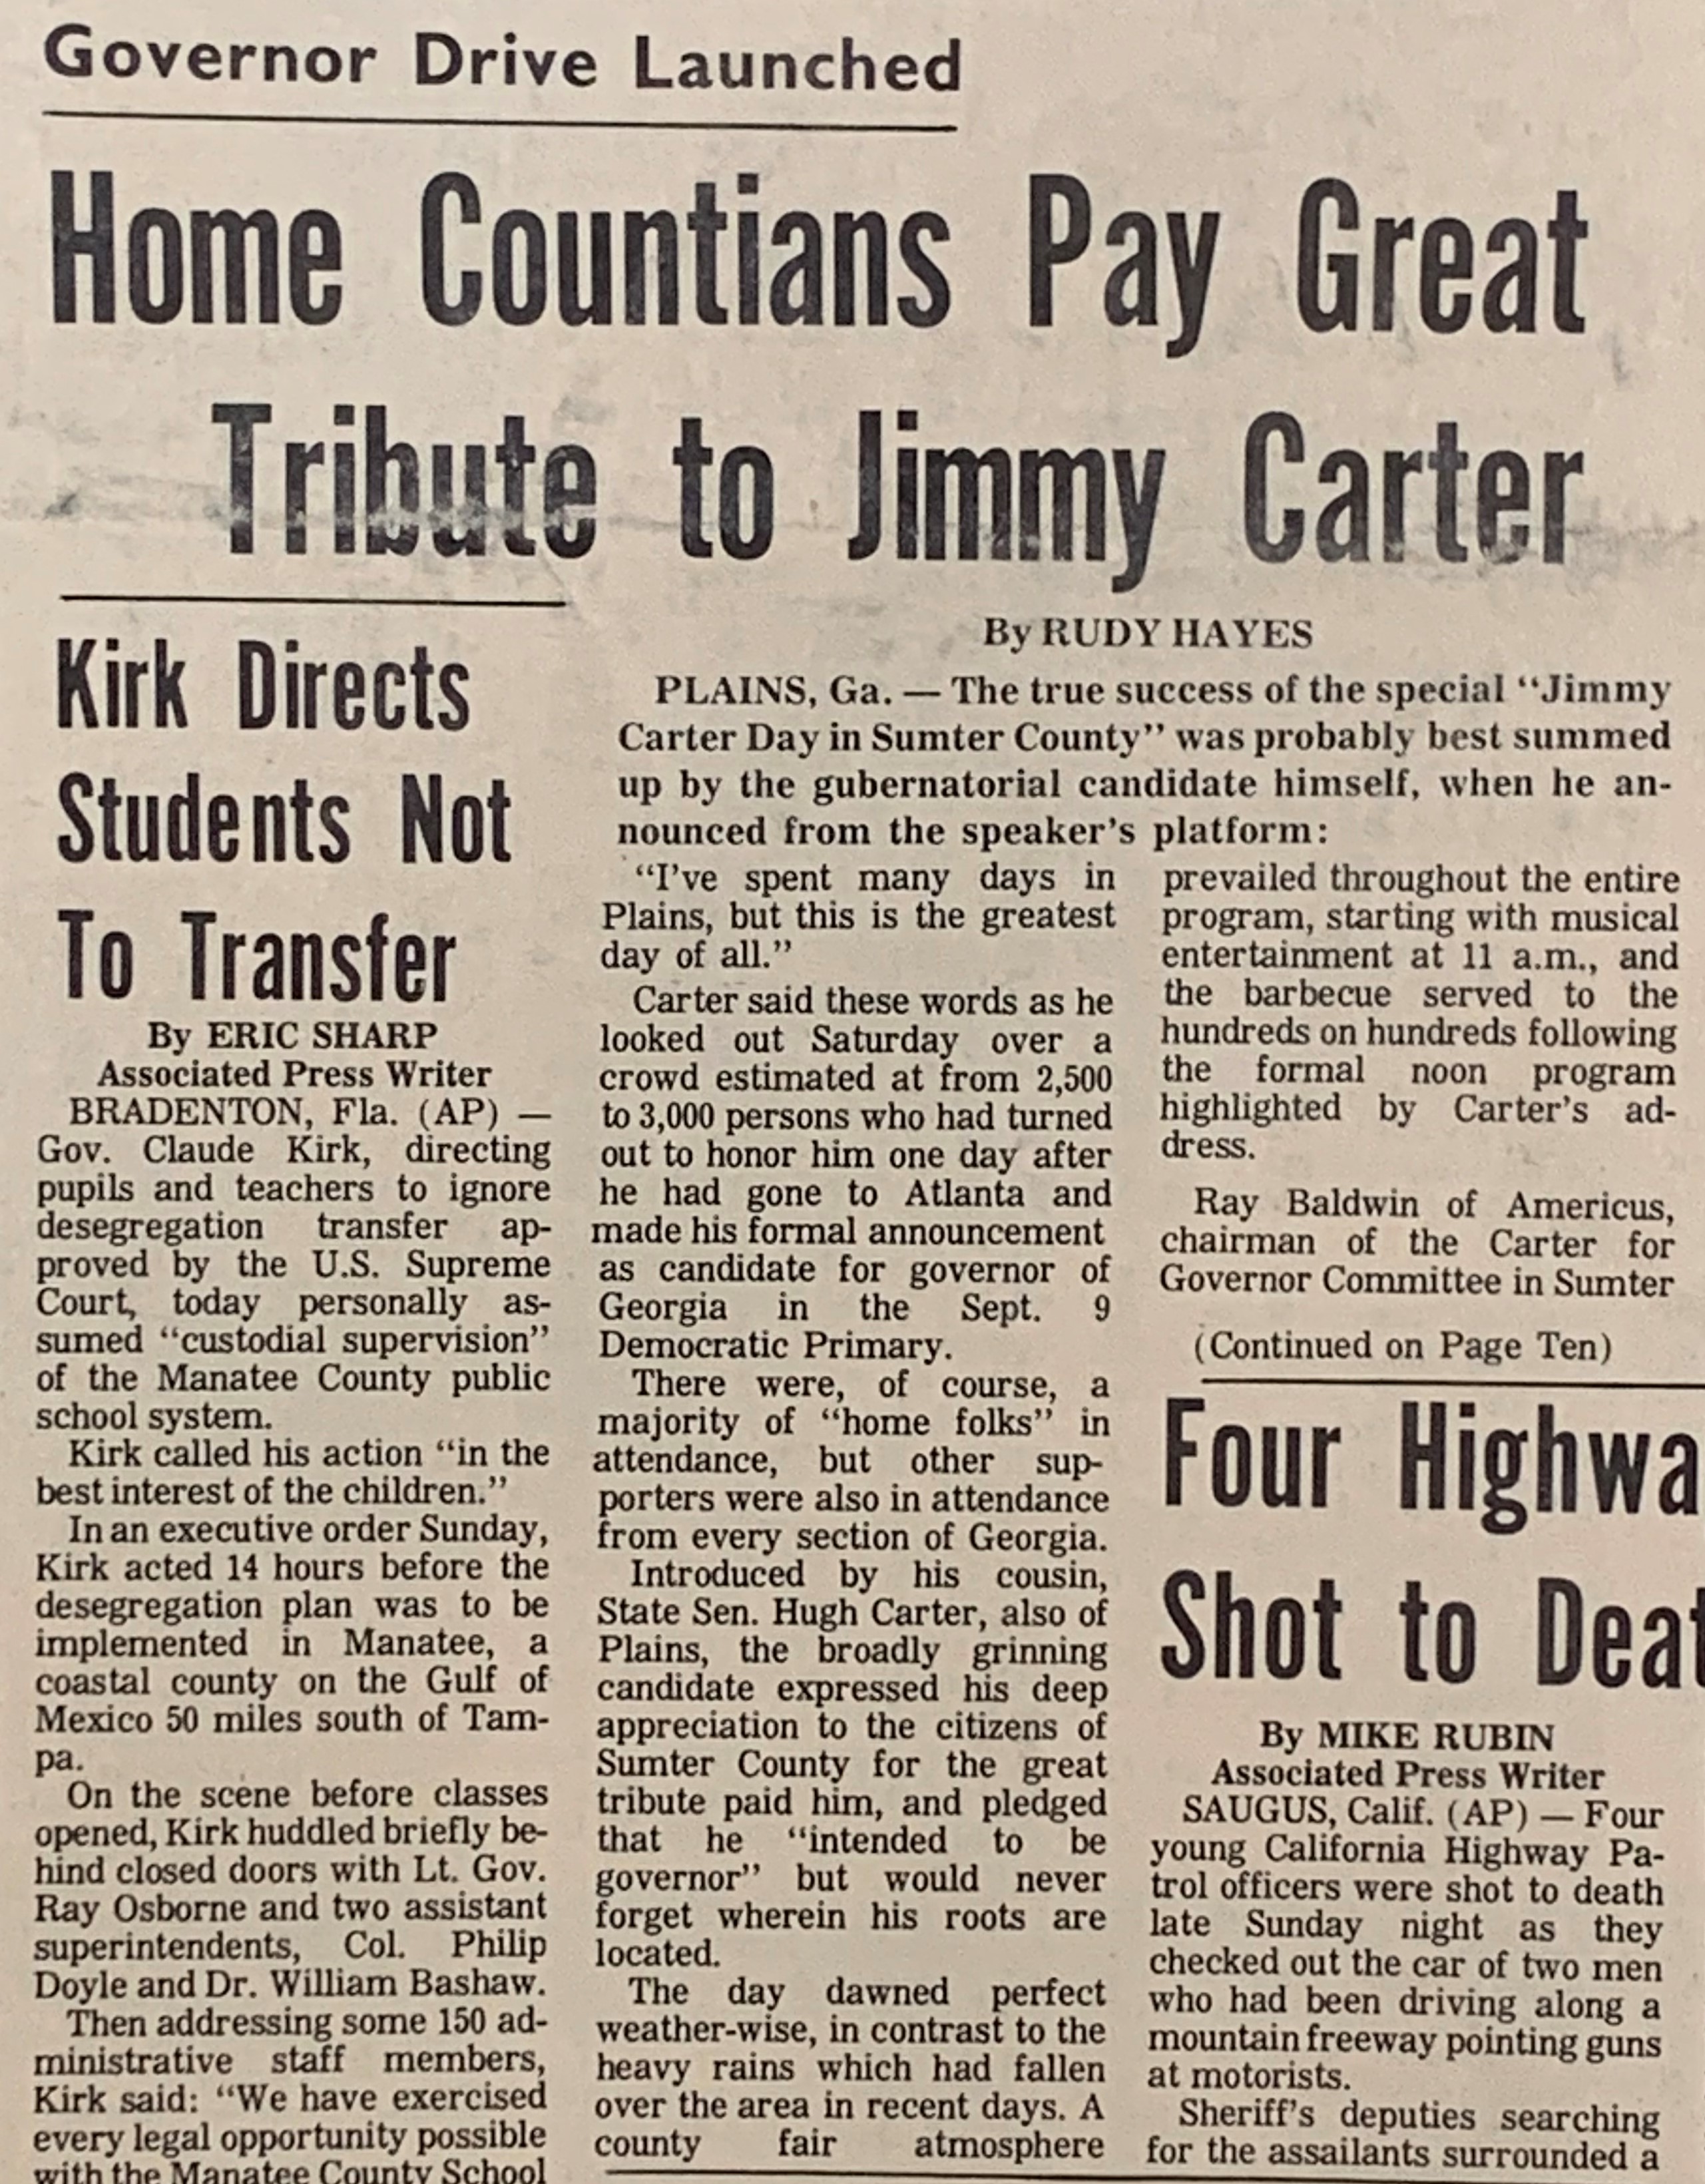 Governor Drive Launched
Home Countians Pay Great
Tribute to Jimmy Carter
Kirk Directs
Students Not
To Transfer
By ERIC SHARP
Associated Press Writer
BRADENTON, Fla. (AP) —
Gov. Claude Kirk, directing
pupils and teachers to ignore
desegregation transfer ap-
proved by the U.S. Supreme
Court, today personally as-
sumed “custodial supervision”
of the Manatee County public
school system.
Kirk called his action “in the
best interest of the children.”
In an executive order Sunday,
Kirk acted 14 hours before the
desegregation plan was to be
implemented in Manatee, a
coastal county on the Gulf of
Mexico 50 miles south of Tam-
pa.
On the scene before classes
opened, Kirk huddled briefly be-
hind closed doors with Lt. Gov.
Ray Osborne and two assistant
superintendents, Col. Philip
Doyle and Dr. William Bashaw.
Then addressing some 150 ad-
ministrative staff members,
Kirk said: “We have exercised
every legal opportunity possible
with the Manatee County School
By RUDY HAYES
PLAINS, Ga. — The true success of the special “Jimmy
Carter Day in Sumter County” was probably best summed
up by the gubernatorial candidate himself, when he an-
nounced from the speaker’s platform:
“I’ve spent many days in
Plains, but this is the greatest
day of all.”
Carter said these words as he
looked out Saturday over a
crowd estimated at from 2,500
to 3,000 persons who had turned
out to honor him one day after
he had gone to Atlanta and
made his formal announcement
as candidate for governor of
Georgia in the Sept. 9
Democratic Primary.
There were, of course, a
majority of “home folks” in
attendance, but other sup-
porters were also in attendance
from every section of Georgia.
Introduced by his cousin,
State Sen. Hugh Carter, also of
Plains, the broadly grinning
candidate expressed his deep
appreciation to the citizens of
Sumter County for the great
tribute paid him, and pledged
that he “intended to be
governor” but would never
forget wherein his roots are
located.
The day dawned perfect
weather-wise, in contrast to the
heavy rains which had fallen
over the area in recent days. A
county fair atmosphere
prevailed throughout the entire
program, starting with musical
entertainment at 11 a.m., and
the barbecue served to the
hundreds on hundreds following
the formal noon program
highlighted by Carter’s ad-
dress.
Ray Baldwin of Americus,
chairman of the Carter for
Governor Committee in Sumter
(Continued on Page Ten)
Four Highwa
Shot to Deat
By MIKE RUBIN
Associated Press Writer
SAUGUS, Calif. (AP) — Four
young California Highway Pa-
trol officers were shot to death
late Sunday night as they
checked out the car of two men
who had been driving along a
mountain freeway pointing guns
at motorists.
Sheriff’s deputies searching
for the assailants surrounded a